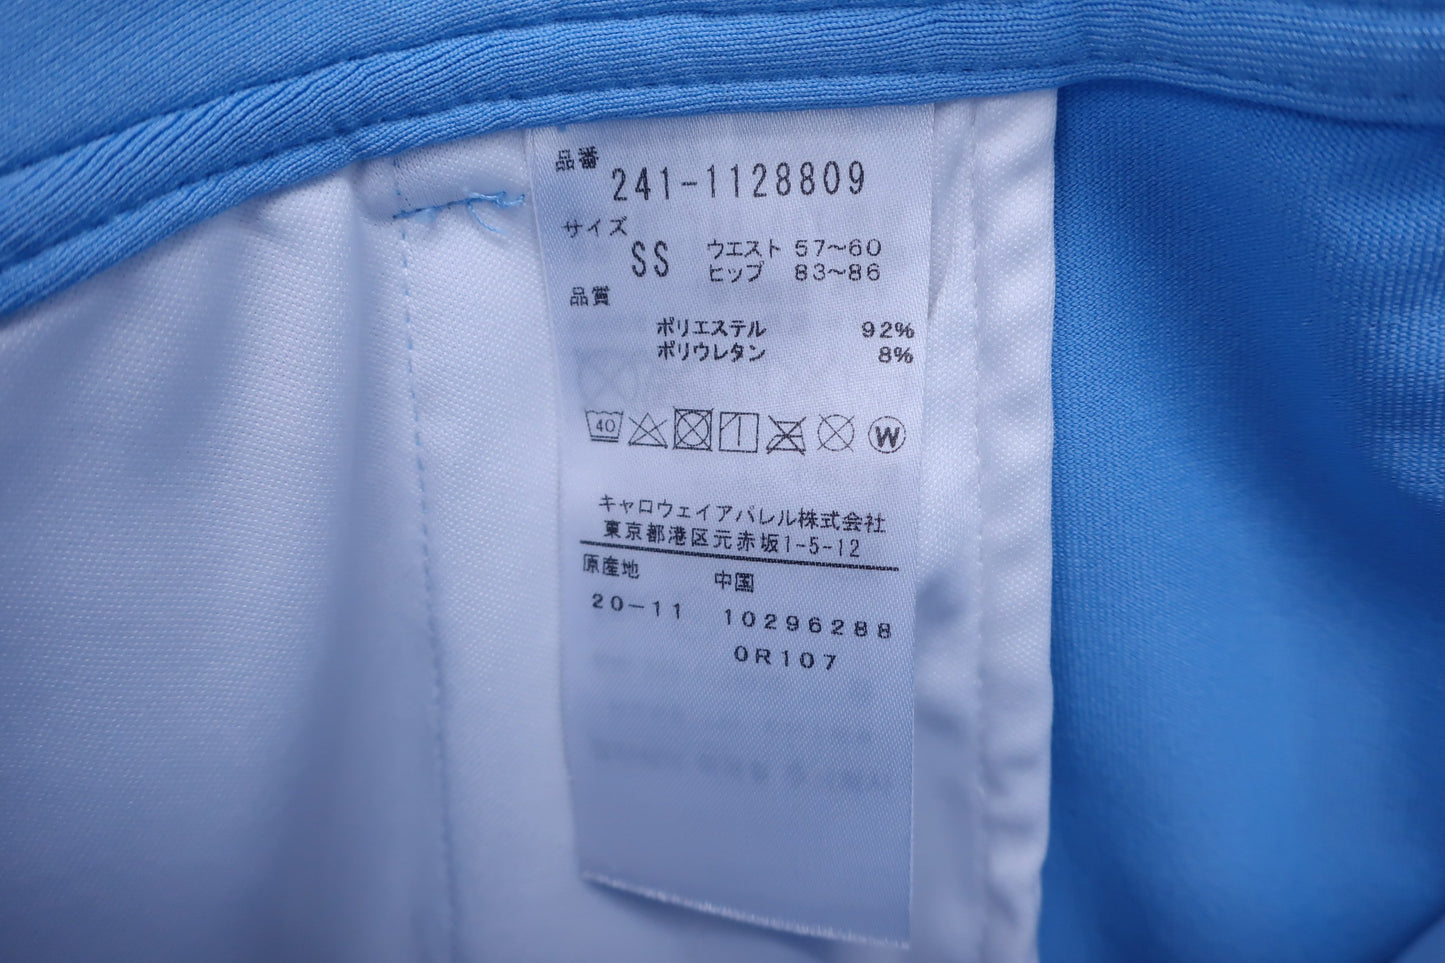 品番
241-1128809
サイズ
SS ウエスト 57～60
ヒップ 83～86
品質
ポリエステル 92%
ポリウレタン 8%
40 W
キャロウェイアパレル株式会社
東京都港区元赤坂1-5-12
原産地 中国
20-11 10296288
0R107